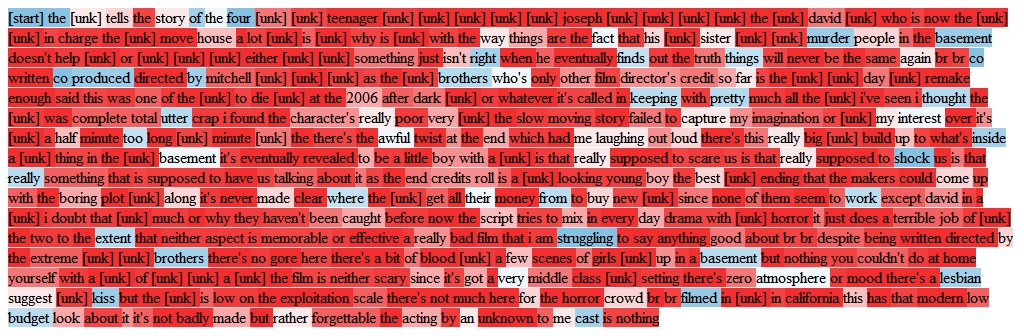 [start] tells the [unk] tells the story of the four [unk] [unk] teenager [unk] [unk] [unk] [unk] [unk] joseph [unk] [unk] [unk] [unk] the [unk] david [unk] who is now the [unk]
[unk] in charge the [unk] move house a lot [unk] is [unk] why is [unk] with the way things are the fact that his [unk] sister [unk] [unk] murder people in the basement
doesn't help [unk] or [unk] [unk] [unk] either [unk] [unk] something just isn't right when he eventually finds out the truth things will never be the same again br br co
written co produced directed by mitchell [unk] [unk] [unk] as the [unk] brothers who's only other film director's credit so far is the [unk] [unk] day [unk] remake
enough said this was one of the [unk] to die [unk] at the 2006 after dark [unk] or whatever it's called in keeping with pretty much all the [unk] i've seen i thought the
[unk] was complete total utter crap i found the character's really poor very [unk] the slow moving story failed to capture my imagination or [unk] my interest over it's
[unk] a half minute too long [unk] minute [unk] the there's the awful twist at the end which had me laughing out loud there's this really big [unk] build up to what's inside
a [unk] thing in the [unk] basement it's eventually revealed to be a little boy with a [unk] is that really supposed to scare us is that really supposed to shock us is that
really something that is supposed to have us talking about it as the end credits roll is a [unk] looking young boy the best [unk] ending that the makers could come up
with the boring plot [unk] along it's never made clear where the [unk] get all their money from to buy new [unk] since none of them seem to work except david in a
[unk] i doubt that [unk] much or why they haven't been caught before now the script tries to mix in every day drama with horror it just does a terrible job of [unk]
the two to the extent that neither aspect is memorable or effective a really bad film that i am struggling to say anything good about br br despite being written directed by
the extreme [unk] [unk] brothers there's no gore here there's a bit of blood [unk] a few scenes of girls [unk] up in a basement but nothing you couldn't do at home
yourself with a [unk] of [unk] [unk] a [unk] the film is neither scary since it's got a very middle class [unk] setting there's zero atmosphere or mood there's a lesbian
suggest [unk] kiss but the [unk] is low on the exploitation scale there's not much here for the horror crowd br br filmed in [unk] in california this has that modern low
budget look about it it's not badly made but rather forgettable the acting by an unknown to me cast is nothing